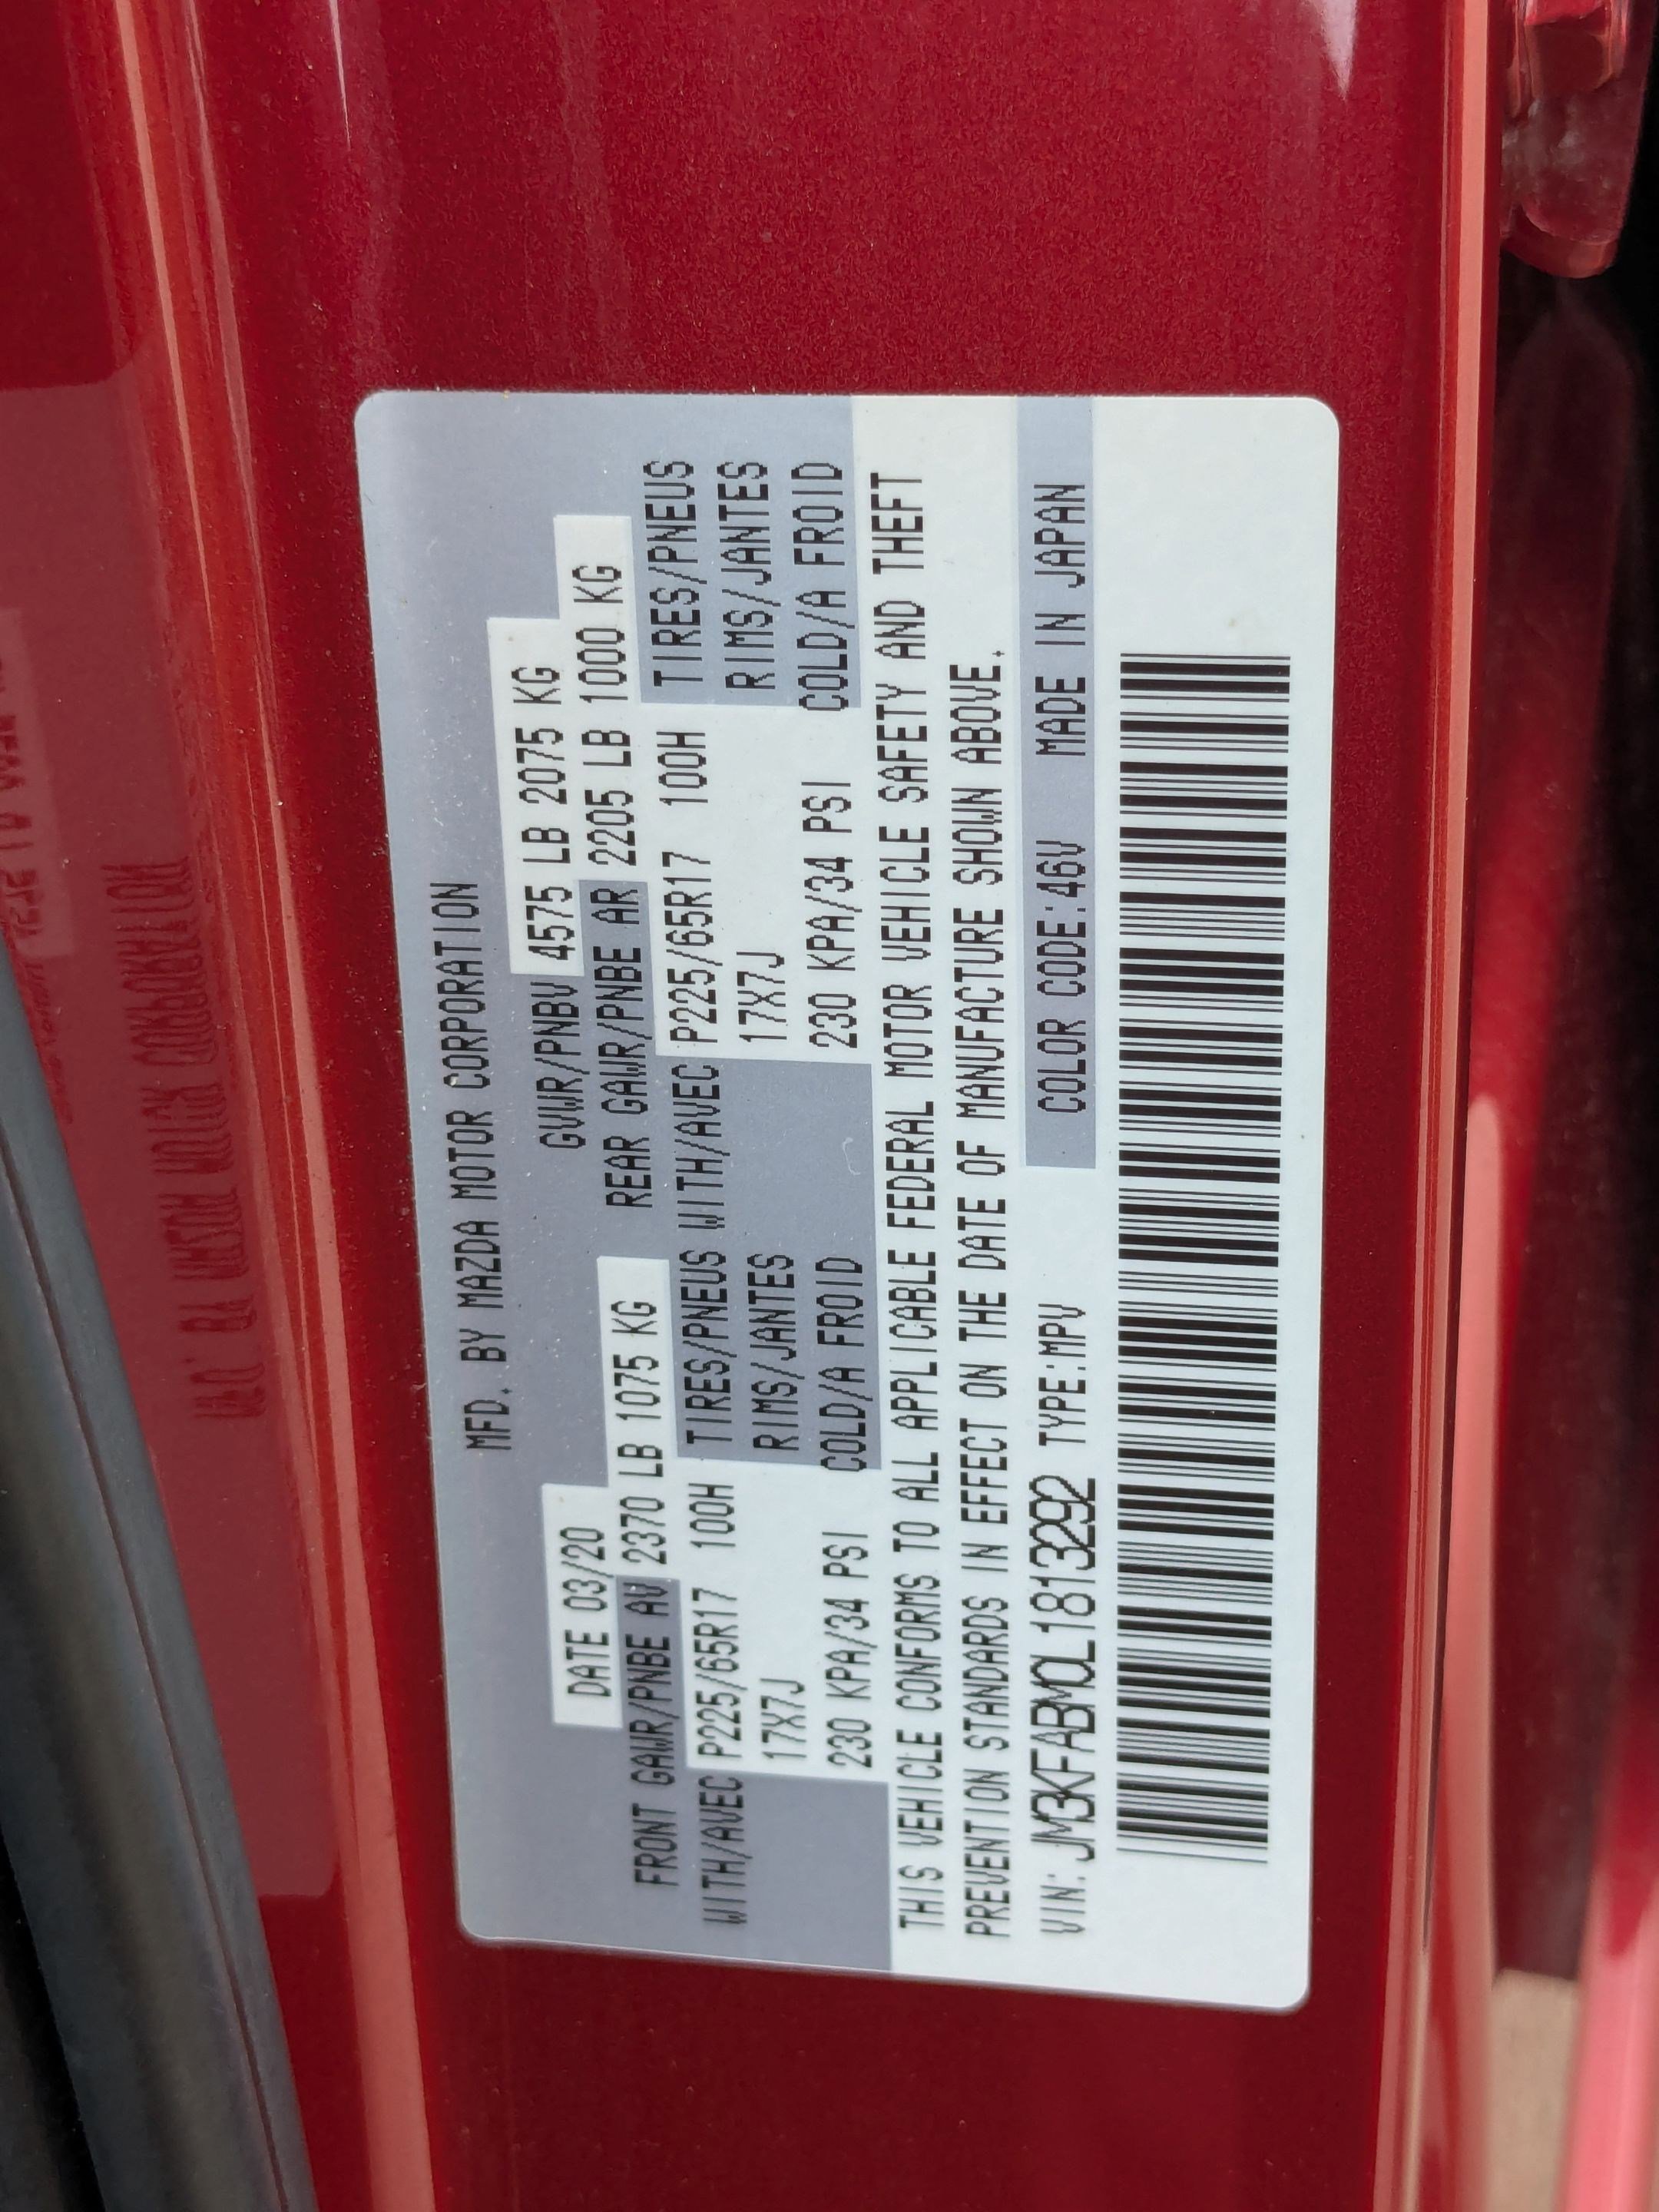 MFD. BY MAZDA MOTOR CORPORATION
DATE 03/20 GVWR/PNBV 4575 LB 2075 KG
FRONT GAWR/PNBE AV 2370 LB 1075 KG REAR GAWR/PNBE AR 2205 LB 1000 KG
WITH/AVEC P225/65R17 100H TIRES/PNEUS WITH/AVEC P225/65R17 100H TIRES/PNEUS
17X7J RIMS/JANTES 17X7J RIMS/JANTES
230 KPA/34 PSI COLD/A FROID 230 KPA/34 PSI COLD/A FROID
THIS VEHICLE CONFORMS TO ALL APPLICABLE FEDERAL MOTOR VEHICLE SAFETY AND THEFT
PREVENTION STANDARDS IN EFFECT ON THE DATE OF MANUFACTURE SHOWN ABOVE.
VIN: JM3KFABM0L1813292 TYPE:MPV COLOR CODE:46V MADE IN JAPAN